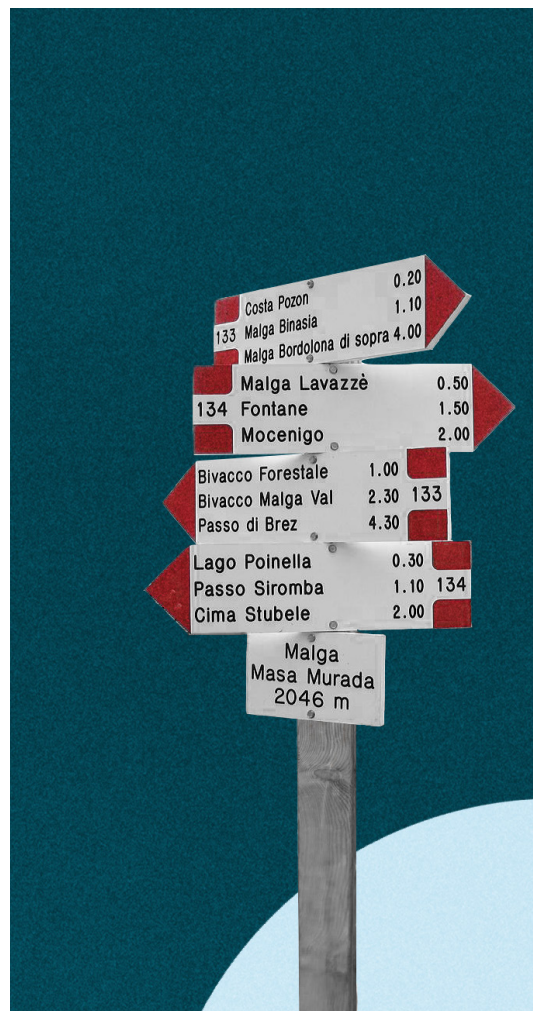 Costa Pozon 0.20
133 Malga Binasia 1.10
Malga Bordolona di sopra 4.00
Malga Lavazzè 0.50
134 Fontane 1.50
Mocenigo 2.00
Bivacco Forestale 1.00
Bivacco Malga Val 2.30 133
Passo di Brez 4.30
Lago Poinella 0.30
Passo Siromba 1.10 134
Cima Stubele 2.00
Malga
Masa Murada
2046 m